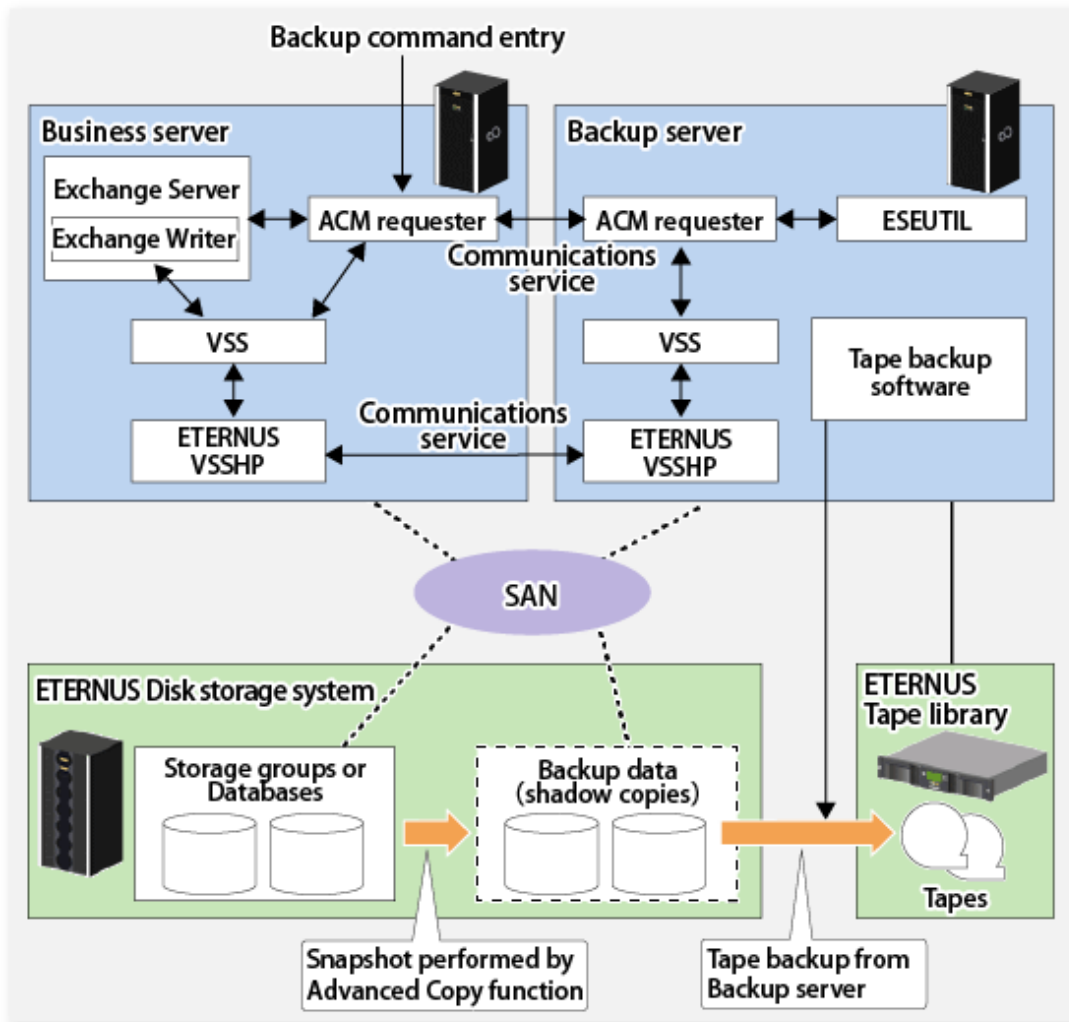 Backup command entry
Business server
Backup server
Exchange Server
Exchange Writer
ACM requester
ACM requester
ESEUTIL
Communications
service
VSS
VSS
Tape backup
software
Communications
service
ETERNUS
VSSHP
ETERNUS
VSSHP
SAN
ETERNUS Disk storage system
ETERNUS
Tape library
Storage groups or
Databases
Backup data
(shadow copies)
Tapes
Snapshot performed by
Advanced Copy function
Tape backup from
Backup server